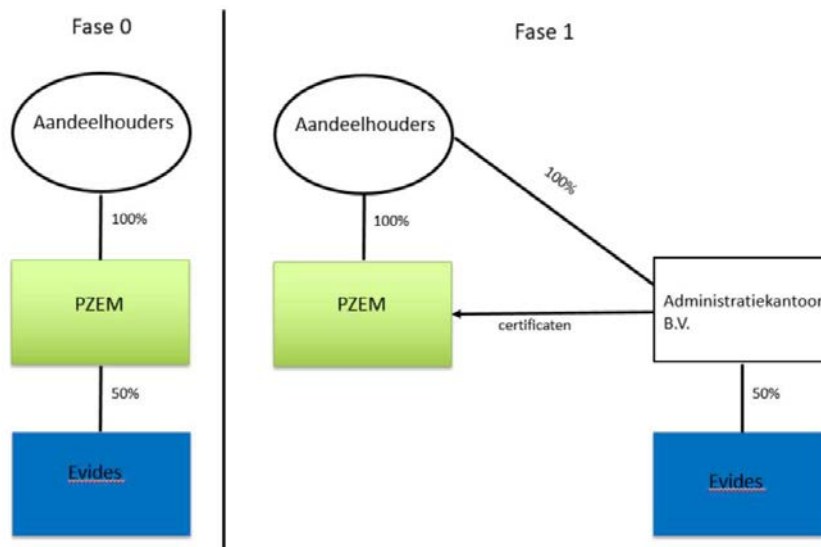 Fase 0
Aandeelhouders
100%
PZEM
50%
Evides
Fase 1
Aandeelhouders
100%
100%
PZEM
certificaten
Administratiekantoor
B.V.
50%
Evides